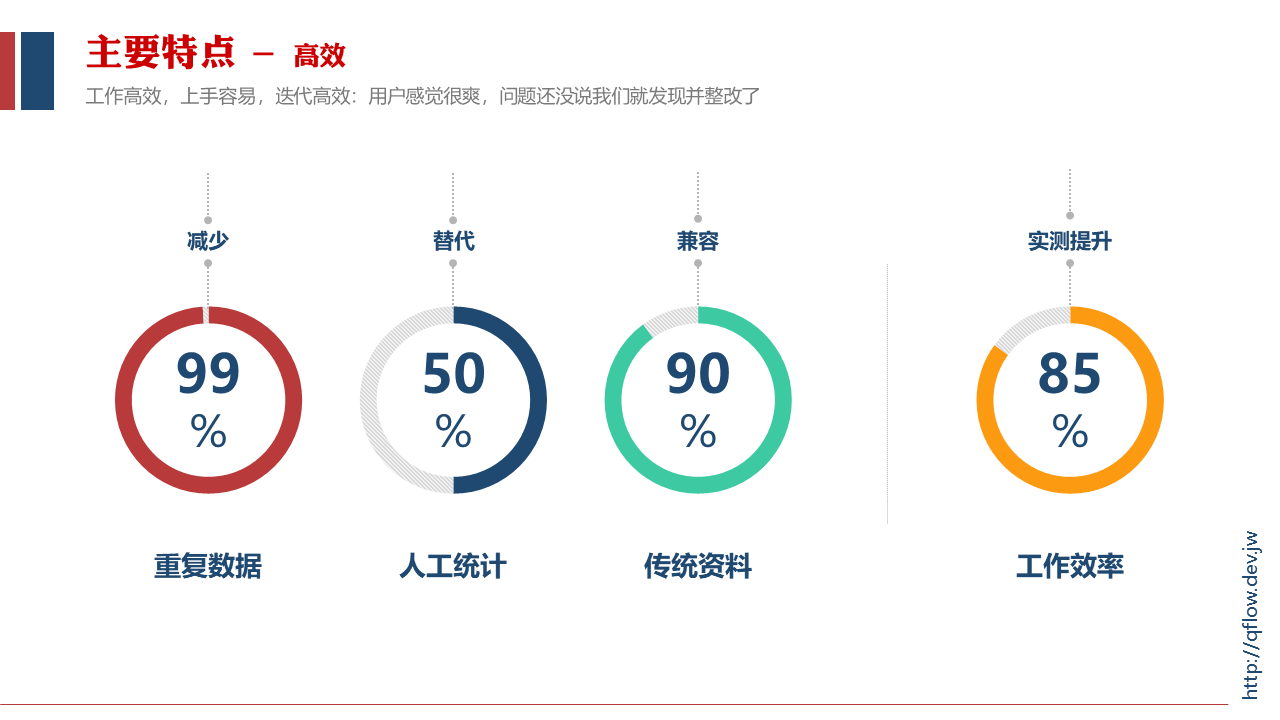 主要特点 － 高效
工作高效，上手容易，迭代高效：用户感觉很爽，问题还没说我们就发现并整改了
减少
99
%
重复数据
替代
50
%
人工统计
兼容
90
%
传统资料
实测提升
85
%
工作效率
http://qflow.dev.jw